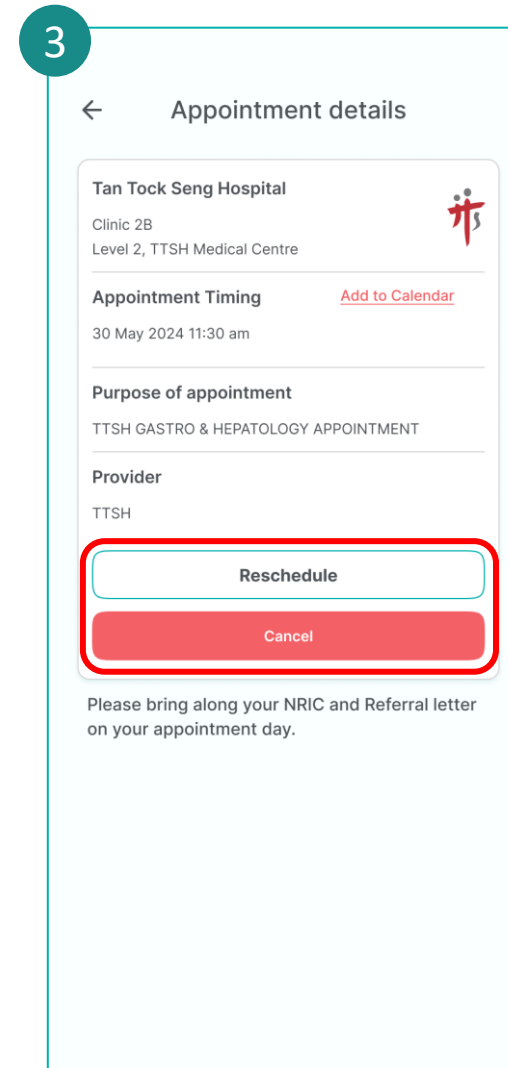 3
Appointment details
Tan Tock Seng Hospital
Clinic 2B
Level 2, TTSH Medical Centre
Appointment Timing Add to Calendar
30 May 2024 11:30 am
Purpose of appointment
TTSH GASTRO & HEPATOLOGY APPOINTMENT
Provider
TTSH
Reschedule
Cancel
Please bring along your NRIC and Referral letter
on your appointment day.